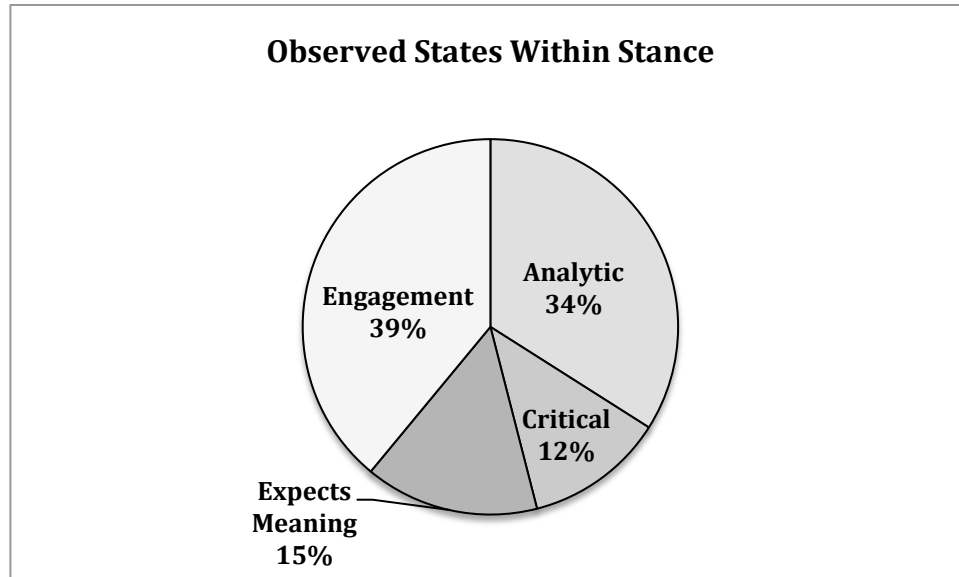 Observed States Within Stance
Analytic
34%
Engagement
39%
Critical
12%
Expects
Meaning
15%